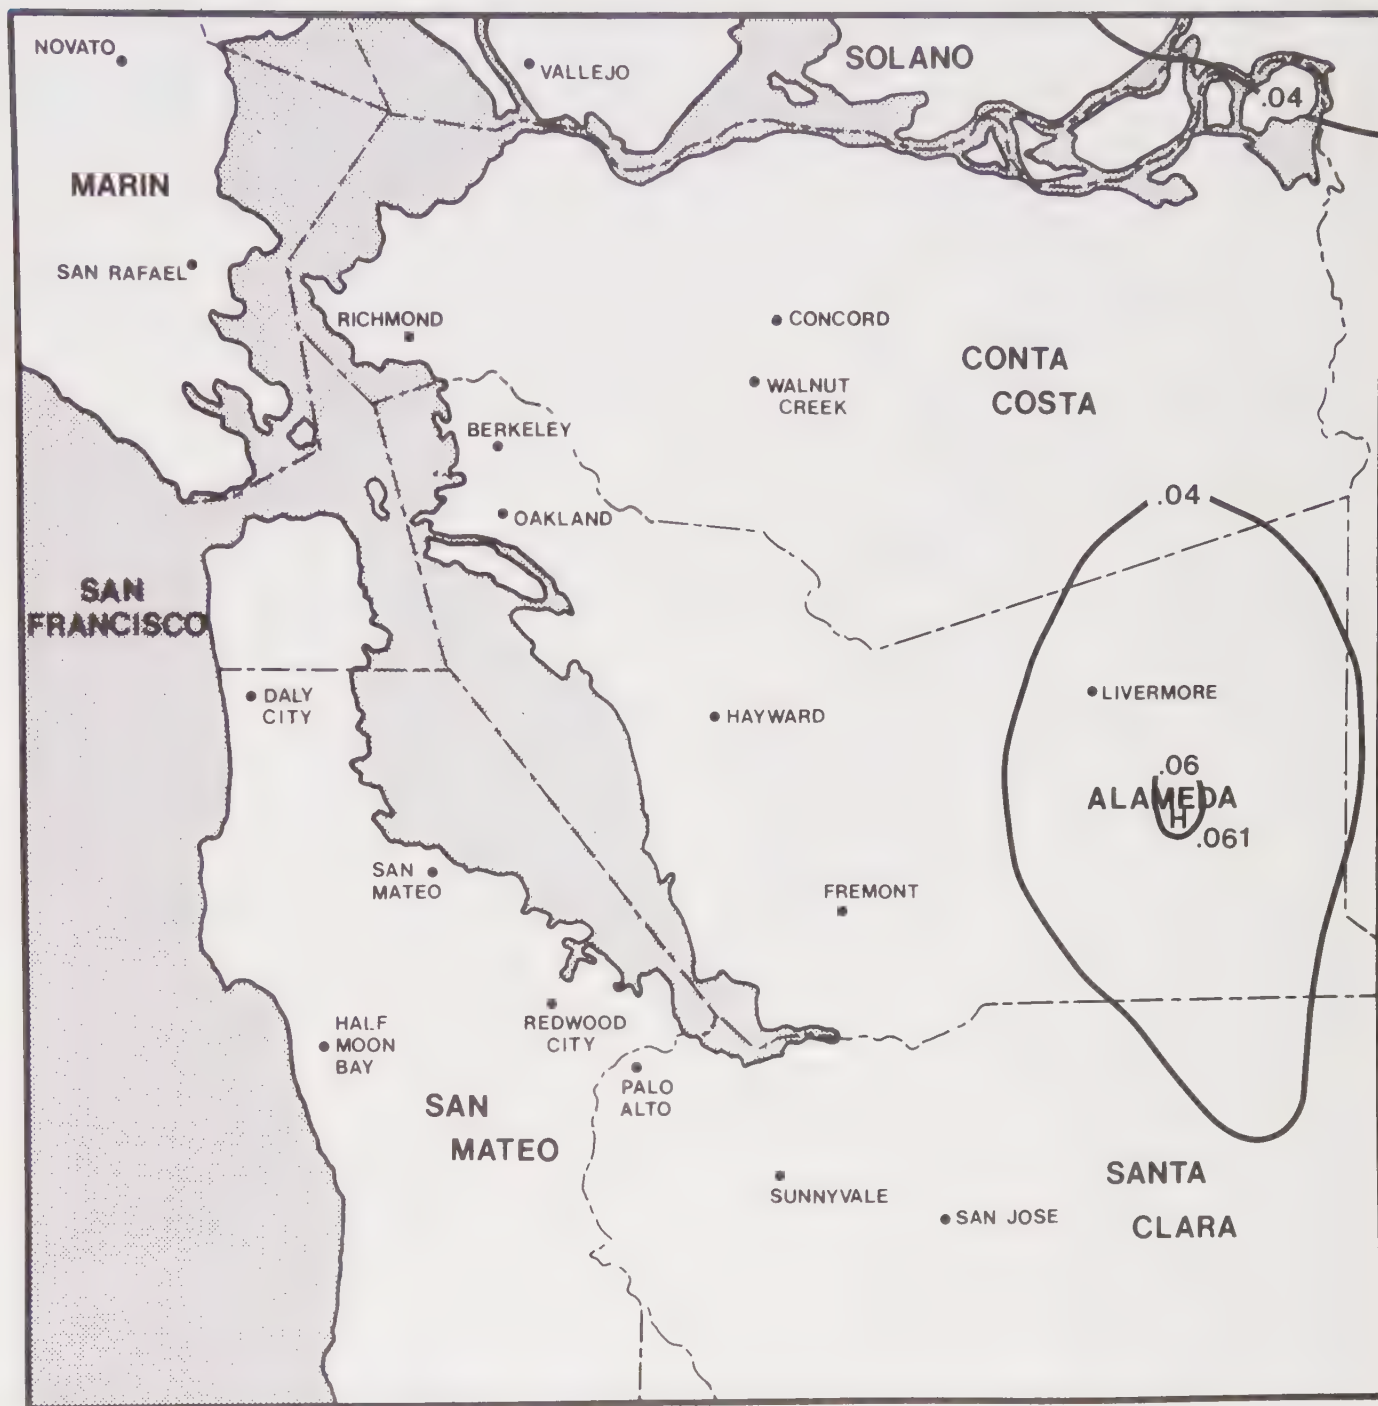 NOVATO
VALLEJO
SOLANO
.04
MARIN
SAN RAFAEL
RICHMOND
CONCORD
CONTA
COSTA
WALNUT
CREEK
BERKELEY
OAKLAND
.04
SAN
FRANCISCO
DALY
CITY
HAYWARD
LIVERMORE
.06
ALAMEDA
H
.061
SAN
MATEO
FREMONT
HALF
MOON
BAY
REDWOOD
CITY
PALO
ALTO
SAN
MATEO
SUNNYVALE
SAN JOSE
SANTA
CLARA